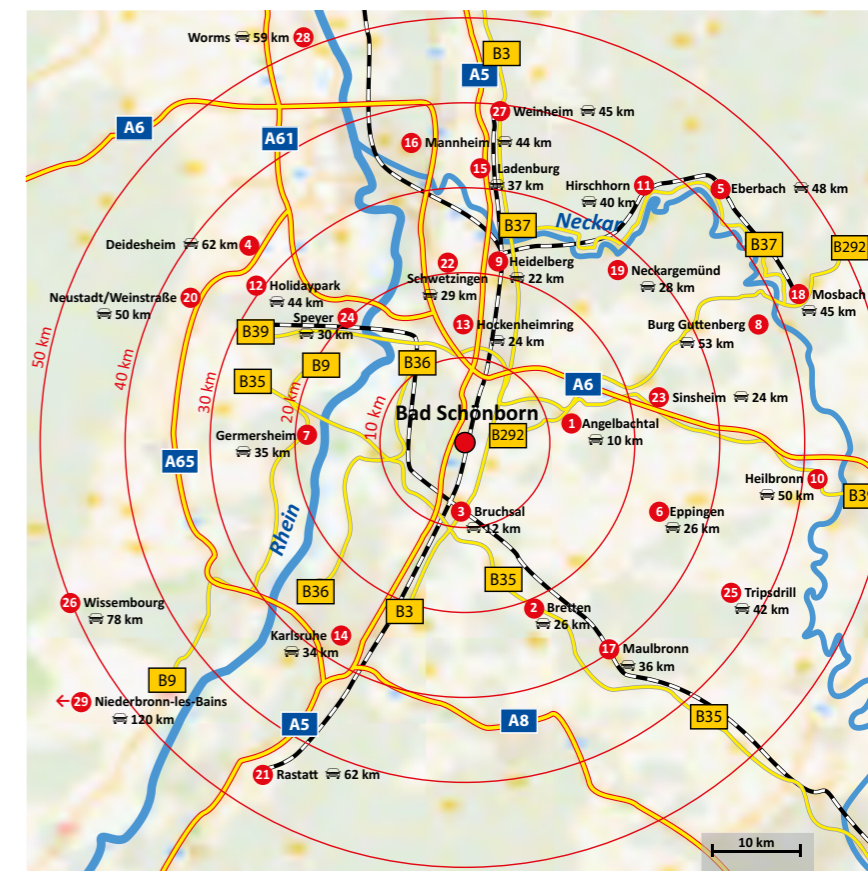 Worms 59 km 28
B3
A5
A6
A61
27 Weinheim 45 km
16 Mannheim 44 km
15 Ladenburg
37 km
Hirschhorn 11
40 km
5 Eberbach 48 km
Neckar
B37
B37
B292
Deidesheim 62 km 4
22
Schwetzingen
29 km
9 Heidelberg
22 km
19 Neckargemünd
28 km
12 Holidaypark
44 km
Neustadt/Weinstraße 20
50 km
18 Mosbach
45 km
Speyer 24
30 km
13 Hockenheimring
24 km
Burg Guttenberg 8
53 km
B39
50 km
40 km
30 km
20 km
10 km
B9
B36
B35
A6
23 Sinsheim 24 km
Bad Schönborn
1 Angelbachtal
10 km
B292
Germersheim 7
35 km
A65
Heilbronn 10
50 km
B39
3 Bruchsal
12 km
6 Eppingen
26 km
Rhein
B35
B36
B3
26 Wissembourg
78 km
2 Bretten
26 km
25 Tripsdrill
42 km
Karlsruhe 14
34 km
17 Maulbronn
36 km
B9
←29 Niederbronn-les-Bains
120 km
A5
A8
B35
21 Rastatt 62 km
10 km